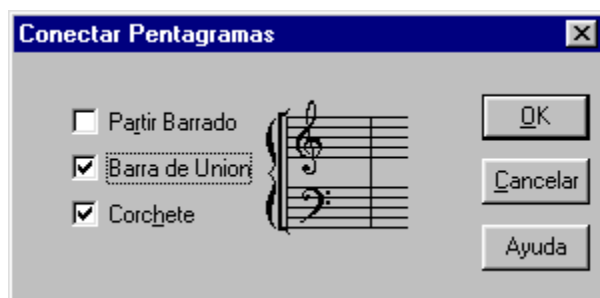 Conectar Pentagramas
Partir Barrado
Barra de Union
Corchete
OK
Cancelar
Ayuda